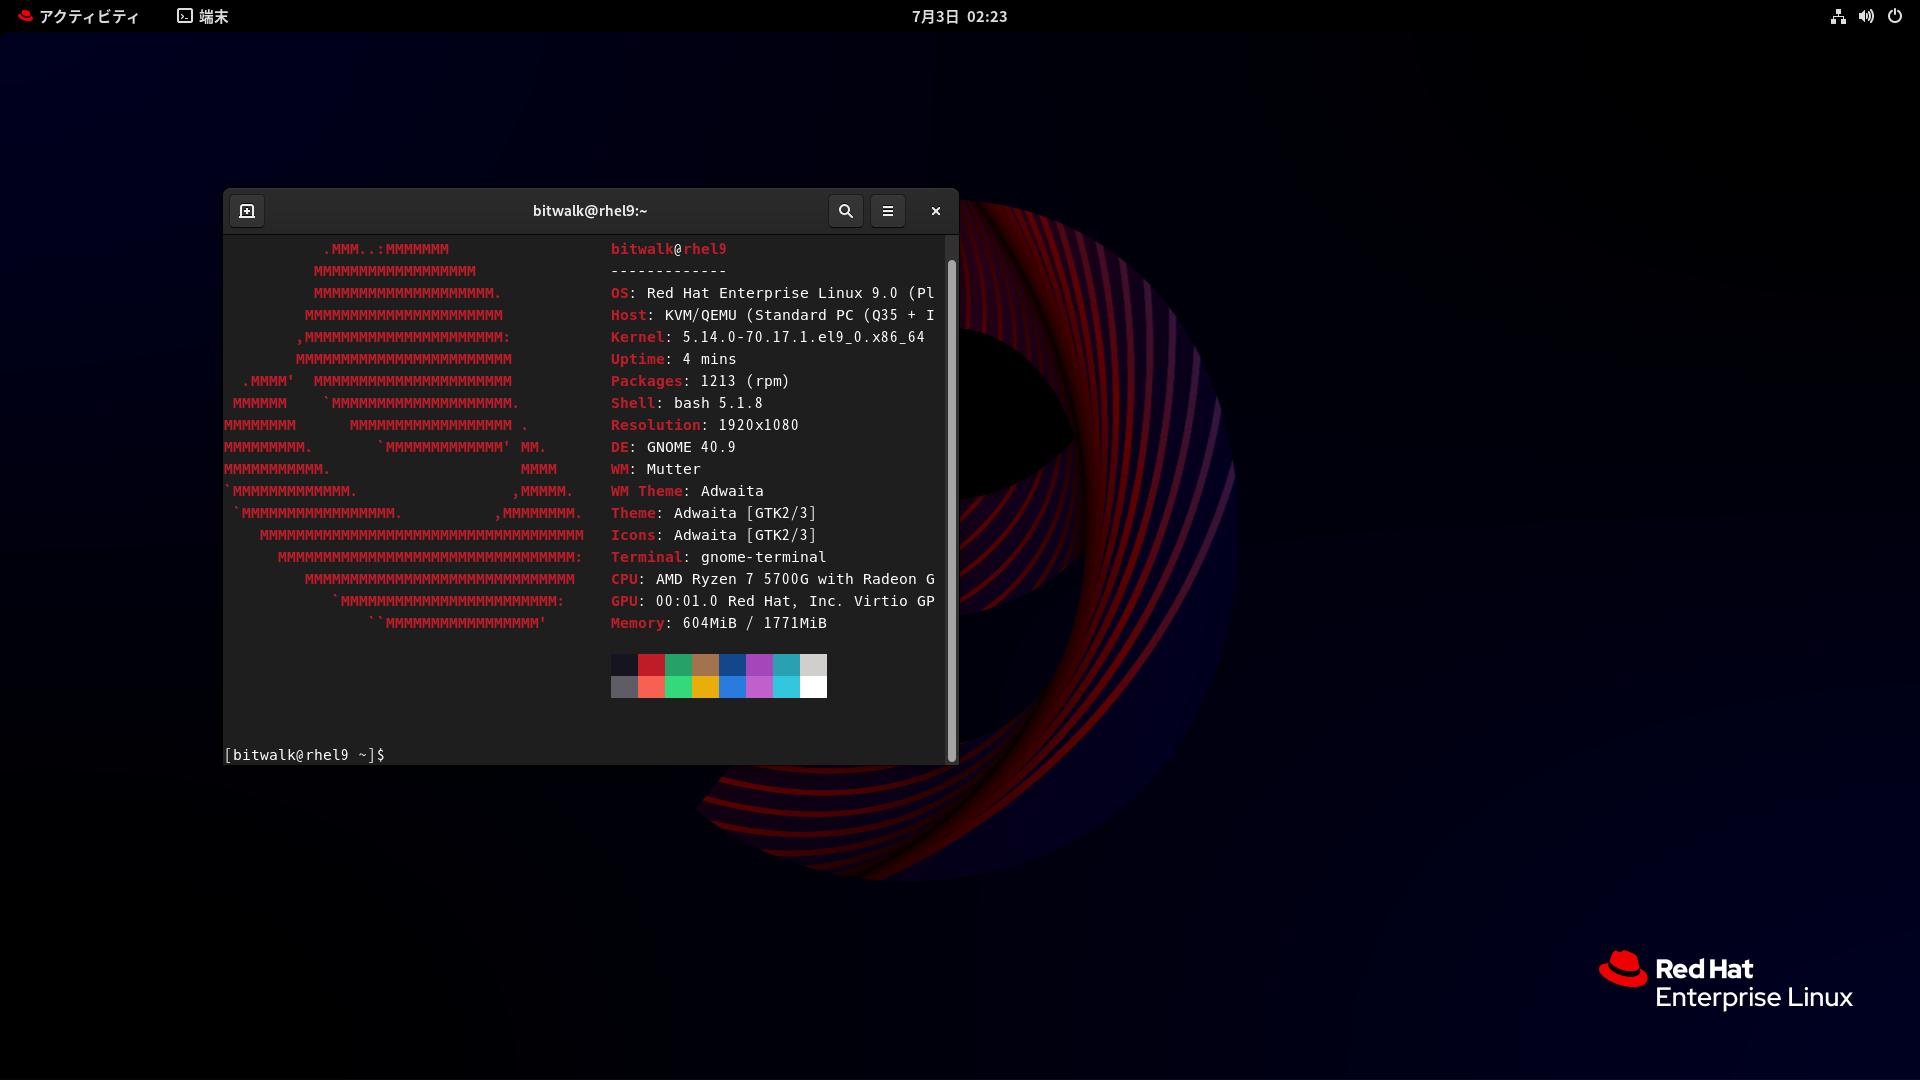 アクティビティ
端末
7月3日 02:23
bitwalk@rhel9:~
.MMM..:MMMMMMM bitwalk@rhel9
MMMMMMMMMMMMMMMMMM -------------
MMMMMMMMMMMMMMMMMMMM. OS: Red Hat Enterprise Linux 9.0 (Pl
MMMMMMMMMMMMMMMMMMMMMM Host: KVM/QEMU (Standard PC (Q35 + I
,MMMMMMMMMMMMMMMMMMMMMM: Kernel: 5.14.0-70.17.1.el9_0.x86_64
MMMMMMMMMMMMMMMMMMMMMMMM Uptime: 4 mins
.MMMM' MMMMMMMMMMMMMMMMMMMMMM Packages: 1213 (rpm)
MMMMMM `MMMMMMMMMMMMMMMMMMMM. Shell: bash 5.1.8
MMMMMMMM MMMMMMMMMMMMMMMMMM . Resolution: 1920x1080
MMMMMMMMM. `MMMMMMMMMMMMM' MM. DE: GNOME 40.9
MMMMMMMMMMM. MMMM WM: Mutter
`MMMMMMMMMMMMM. ,MMMMM. WM Theme: Adwaita
`MMMMMMMMMMMMMMMMM. ,MMMMMMMM. Theme: Adwaita [GTK2/3]
MMMMMMMMMMMMMMMMMMMMMMMMMMMMMMMMMMMM Icons: Adwaita [GTK2/3]
MMMMMMMMMMMMMMMMMMMMMMMMMMMMMMMMM: Terminal: gnome-terminal
MMMMMMMMMMMMMMMMMMMMMMMMMMMMMM CPU: AMD Ryzen 7 5700G with Radeon G
`MMMMMMMMMMMMMMMMMMMMMMMM: GPU: 00:01.0 Red Hat, Inc. Virtio GP
``MMMMMMMMMMMMMMMMM' Memory: 604MiB / 1771MiB
[bitwalk@rhel9 ~]$
Red Hat
Enterprise Linux